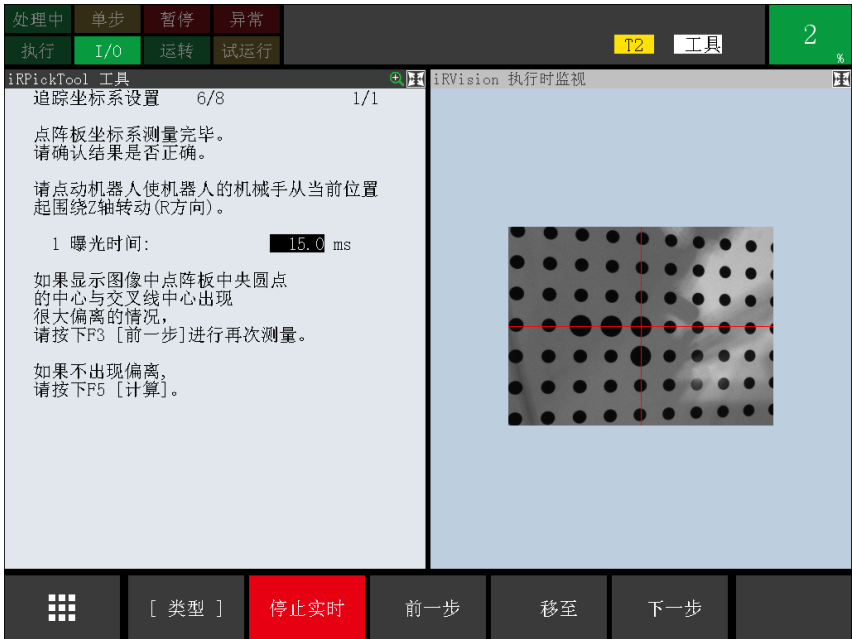 处理中 单步 暂停 异常
执行 I/O 运转 试运行
T2 工具
2 %
iRPickTool 工具
追踪坐标系设置 6/8 1/1
点阵板坐标系测量完毕。
请确认结果是否正确。
请点动机器人使机器人的机械手从当前位置
起围绕Z轴转动(R方向)。
1 曝光时间: 15.0 ms
如果显示图像中点阵板中央圆点
的中心与交叉线中心出现
很大偏离的情况,
请按下F3 [前一步]进行再次测量。
如果不出现偏离,
请按下F5 [计算]。
iRVision 执行时监视
[ 类型 ] 停止实时 前一步 移至 下一步